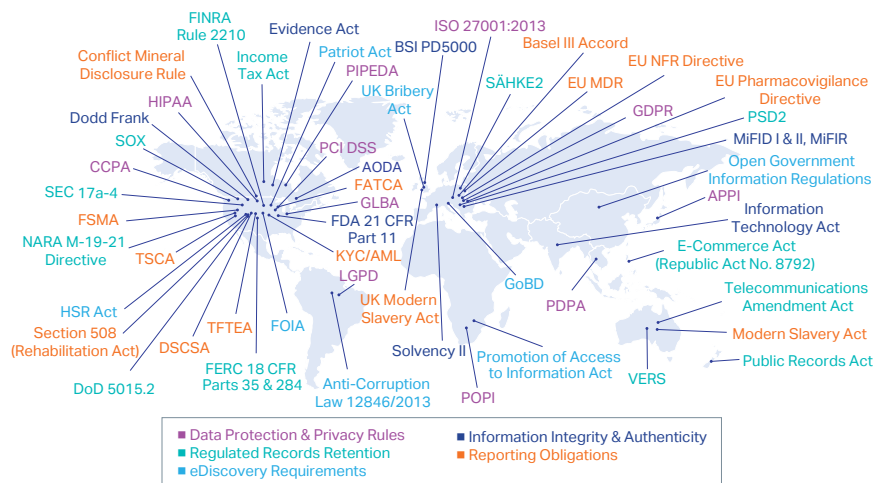 FINRA
Rule 2210
Evidence Act
ISO 27001:2013
BSI PD5000
Basel III Accord
Conflict Mineral
Disclosure Rule
Income
Tax Act
Patriot Act
PIPEDA
EU NFR Directive
UK Bribery
Act
SÄHKE2
EU MDR
EU Pharmacovigilance
Directive
HIPAA
GDPR
PSD2
Dodd Frank
MiFID I & II, MiFIR
SOX
PCI DSS
Open Government
Information Regulations
CCPA
AODA
FATCA
APPI
SEC 17a-4
GLBA
Information
Technology Act
FSMA
FDA 21 CFR
Part 11
NARA M-19-21
Directive
TSCA
KYC/AML
E-Commerce Act
(Republic Act No. 8792)
LGPD
GoBD
PDPA
Telecommunications
Amendment Act
HSR Act
UK Modern
Slavery Act
TFTEA
FOIA
Section 508
(Rehabilitation Act)
Modern Slavery Act
DSCSA
Solvency II
Promotion of Access
to Information Act
Public Records Act
FERC 18 CFR
Parts 35 & 284
VERS
DoD 5015.2
Anti-Corruption
Law 12846/2013
POPI
Data Protection & Privacy Rules
Information Integrity & Authenticity
Regulated Records Retention
Reporting Obligations
eDiscovery Requirements